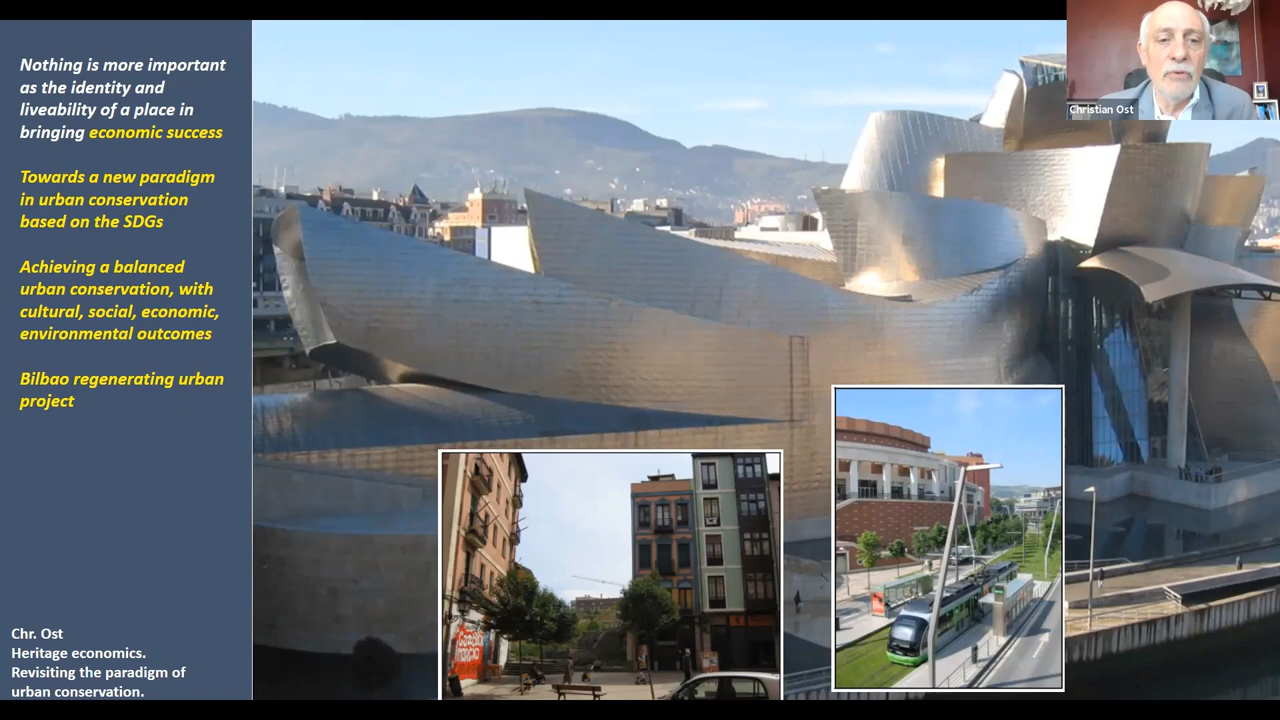 Nothing is more important
as the identity and
liveability of a place in
bringing economic success
Towards a new paradigm
in urban conservation
based on the SDGs
Achieving a balanced
urban conservation, with
cultural, social, economic,
environmental outcomes
Bilbao regenerating urban
project
Chr. Ost
Heritage economics.
Revisiting the paradigm of
urban conservation.
Christian Ost